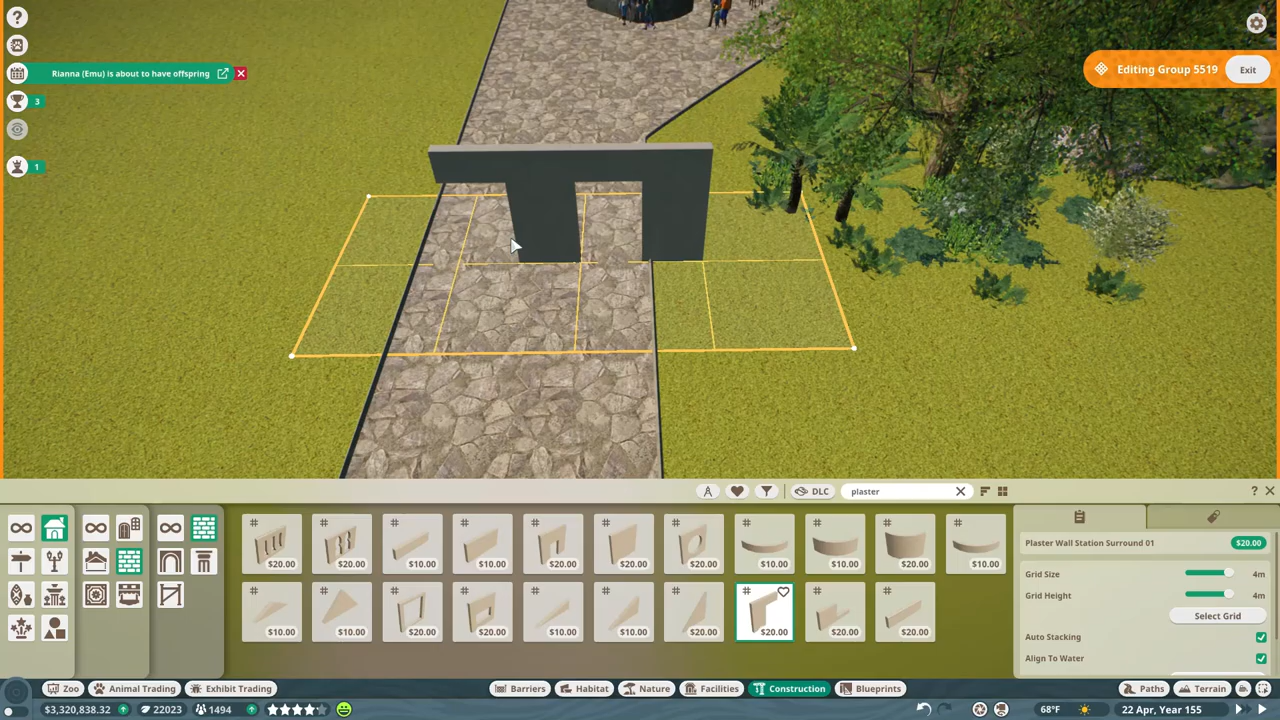 Rianna (Emu) is about to have offspring
3
1
Editing Group 5519
Exit
DLC
plaster
?
$20.00
$20.00
$10.00
$10.00
$20.00
$20.00
$20.00
$10.00
$20.00
$20.00
$10.00
$10.00
$10.00
$20.00
$20.00
$10.00
$10.00
$20.00
$20.00
$20.00
$20.00
Plaster Wall Station Surround 01
$20.00
Grid Size
4m
Grid Height
4m
Select Grid
Auto Stacking
Align To Water
Zoo
Animal Trading
Exhibit Trading
Barriers
Habitat
Nature
Facilities
Construction
Blueprints
Paths
Terrain
$3,320,838.32
22023
1494
68°F
22 Apr, Year 155